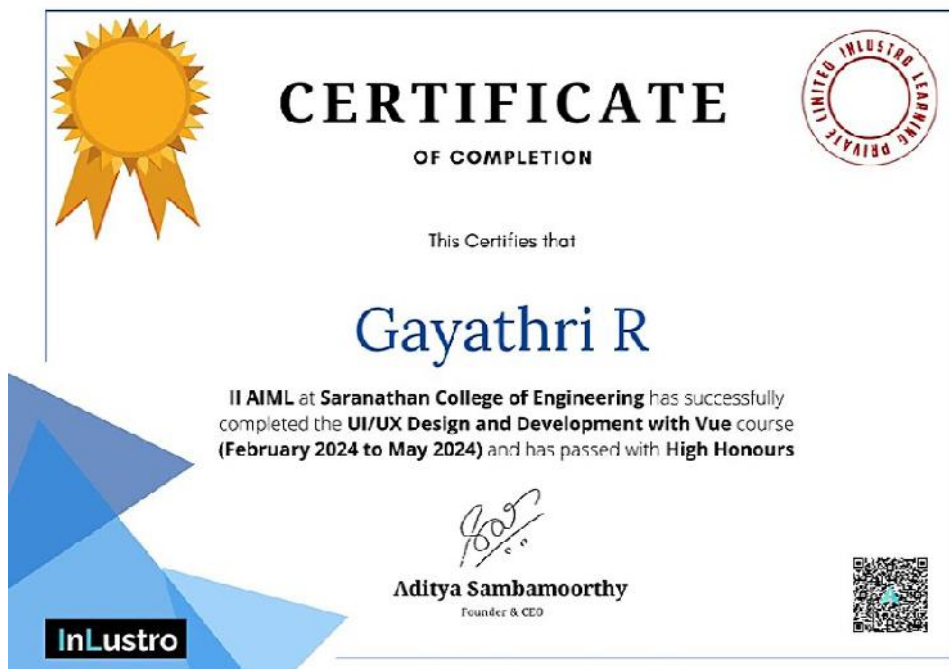 CERTIFICATE
OF COMPLETION
INLUSTRO LEARNING PRIVATE LIMITED
This Certifies that
Gayathri R
II AIML at Saranathan College of Engineering has successfully
completed the UI/UX Design and Development with Vue course
(February 2024 to May 2024) and has passed with High Honours
Aditya Sambamoorthy
Founder & CEO
InLustro